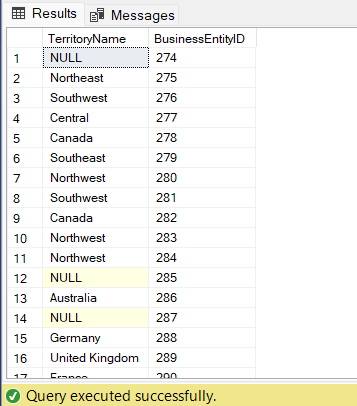 Results Messages
TerritoryName BusinessEntityID
1 NULL 274
2 Northeast 275
3 Southwest 276
4 Central 277
5 Canada 278
6 Southeast 279
7 Northwest 280
8 Southwest 281
9 Canada 282
10 Northwest 283
11 Northwest 284
12 NULL 285
13 Australia 286
14 NULL 287
15 Germany 288
16 United Kingdom 289
17 France 290
Query executed successfully.